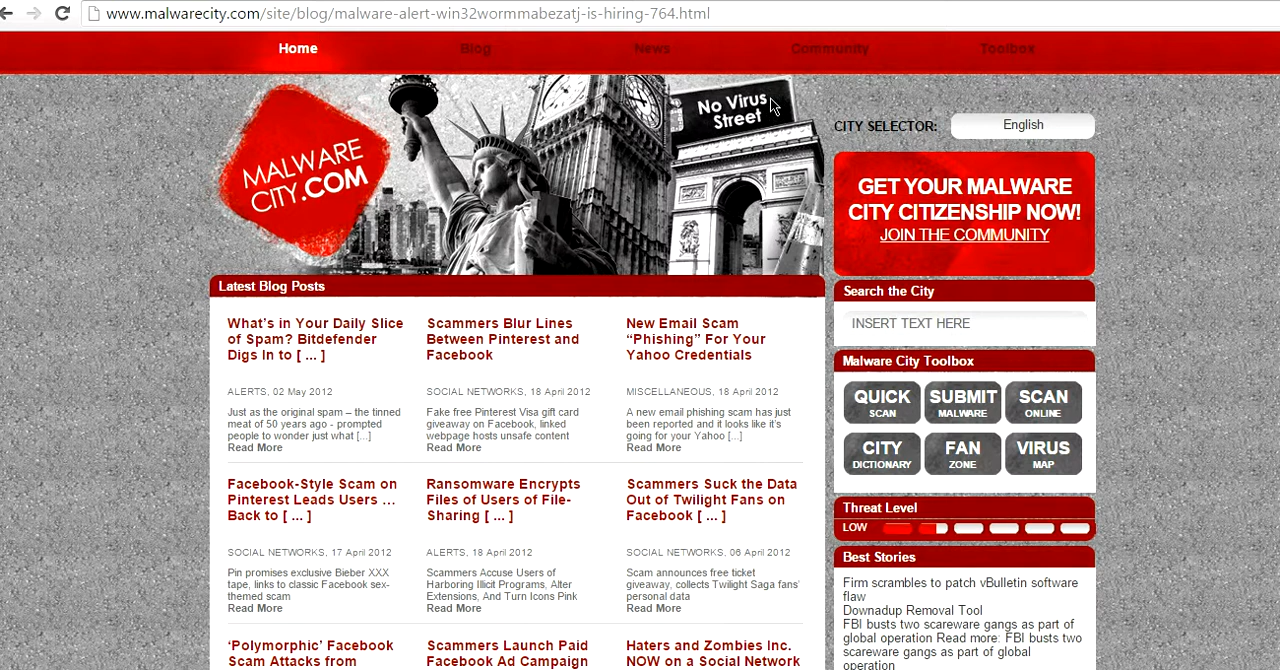 www.malwarecity.com/site/blog/malware-alert-win32wormmabezatj-is-hiring-764.html
Home
Blog
News
Community
Toolbox
MALWARE
CITY.COM
No Virus
Street
CITY SELECTOR:
English
GET YOUR MALWARE
CITY CITIZENSHIP NOW!
JOIN THE COMMUNITY
Latest Blog Posts
What's in Your Daily Slice
of Spam? Bitdefender
Digs In to [ ... ]
ALERTS, 02 May 2012
Just as the original spam – the tinned
meat of 50 years ago - prompted
people to wonder just what [...]
Read More
Scammers Blur Lines
Between Pinterest and
Facebook
SOCIAL NETWORKS, 18 April 2012
Fake free Pinterest Visa gift card
giveaway on Facebook, linked
webpage hosts unsafe content
Read More
New Email Scam
“Phishing” For Your
Yahoo Credentials
MISCELLANEOUS, 18 April 2012
A new email phishing scam has just
been reported and it looks like it's
going for your Yahoo [...]
Read More
Facebook-Style Scam on
Pinterest Leads Users ...
Back to [ ... ]
SOCIAL NETWORKS, 17 April 2012
Pin promises exclusive Bieber XXX
tape, links to classic Facebook sex-
themed scam
Read More
Ransomware Encrypts
Files of Users of File-
Sharing [ ... ]
ALERTS, 18 April 2012
Scammers Accuse Users of
Harboring Illicit Programs, Alter
Extensions, And Turn Icons Pink
Read More
Scammers Suck the Data
Out of Twilight Fans on
Facebook [ ... ]
SOCIAL NETWORKS, 06 April 2012
Scam announces free ticket
giveaway, collects Twilight Saga fans'
personal data
Read More
‘Polymorphic’ Facebook
Scam Attacks from
Scammers Launch Paid
Facebook Ad Campaign
Haters and Zombies Inc.
NOW on a Social Network
Search the City
INSERT TEXT HERE
Malware City Toolbox
QUICK
SCAN
SUBMIT
MALWARE
SCAN
ONLINE
CITY
DICTIONARY
FAN
ZONE
VIRUS
MAP
Threat Level
LOW
Best Stories
Firm scrambles to patch vBulletin software
flaw
Downadup Removal Tool
FBI busts two scareware gangs as part of
global operation Read more: FBI busts two
scareware gangs as part of global
operation